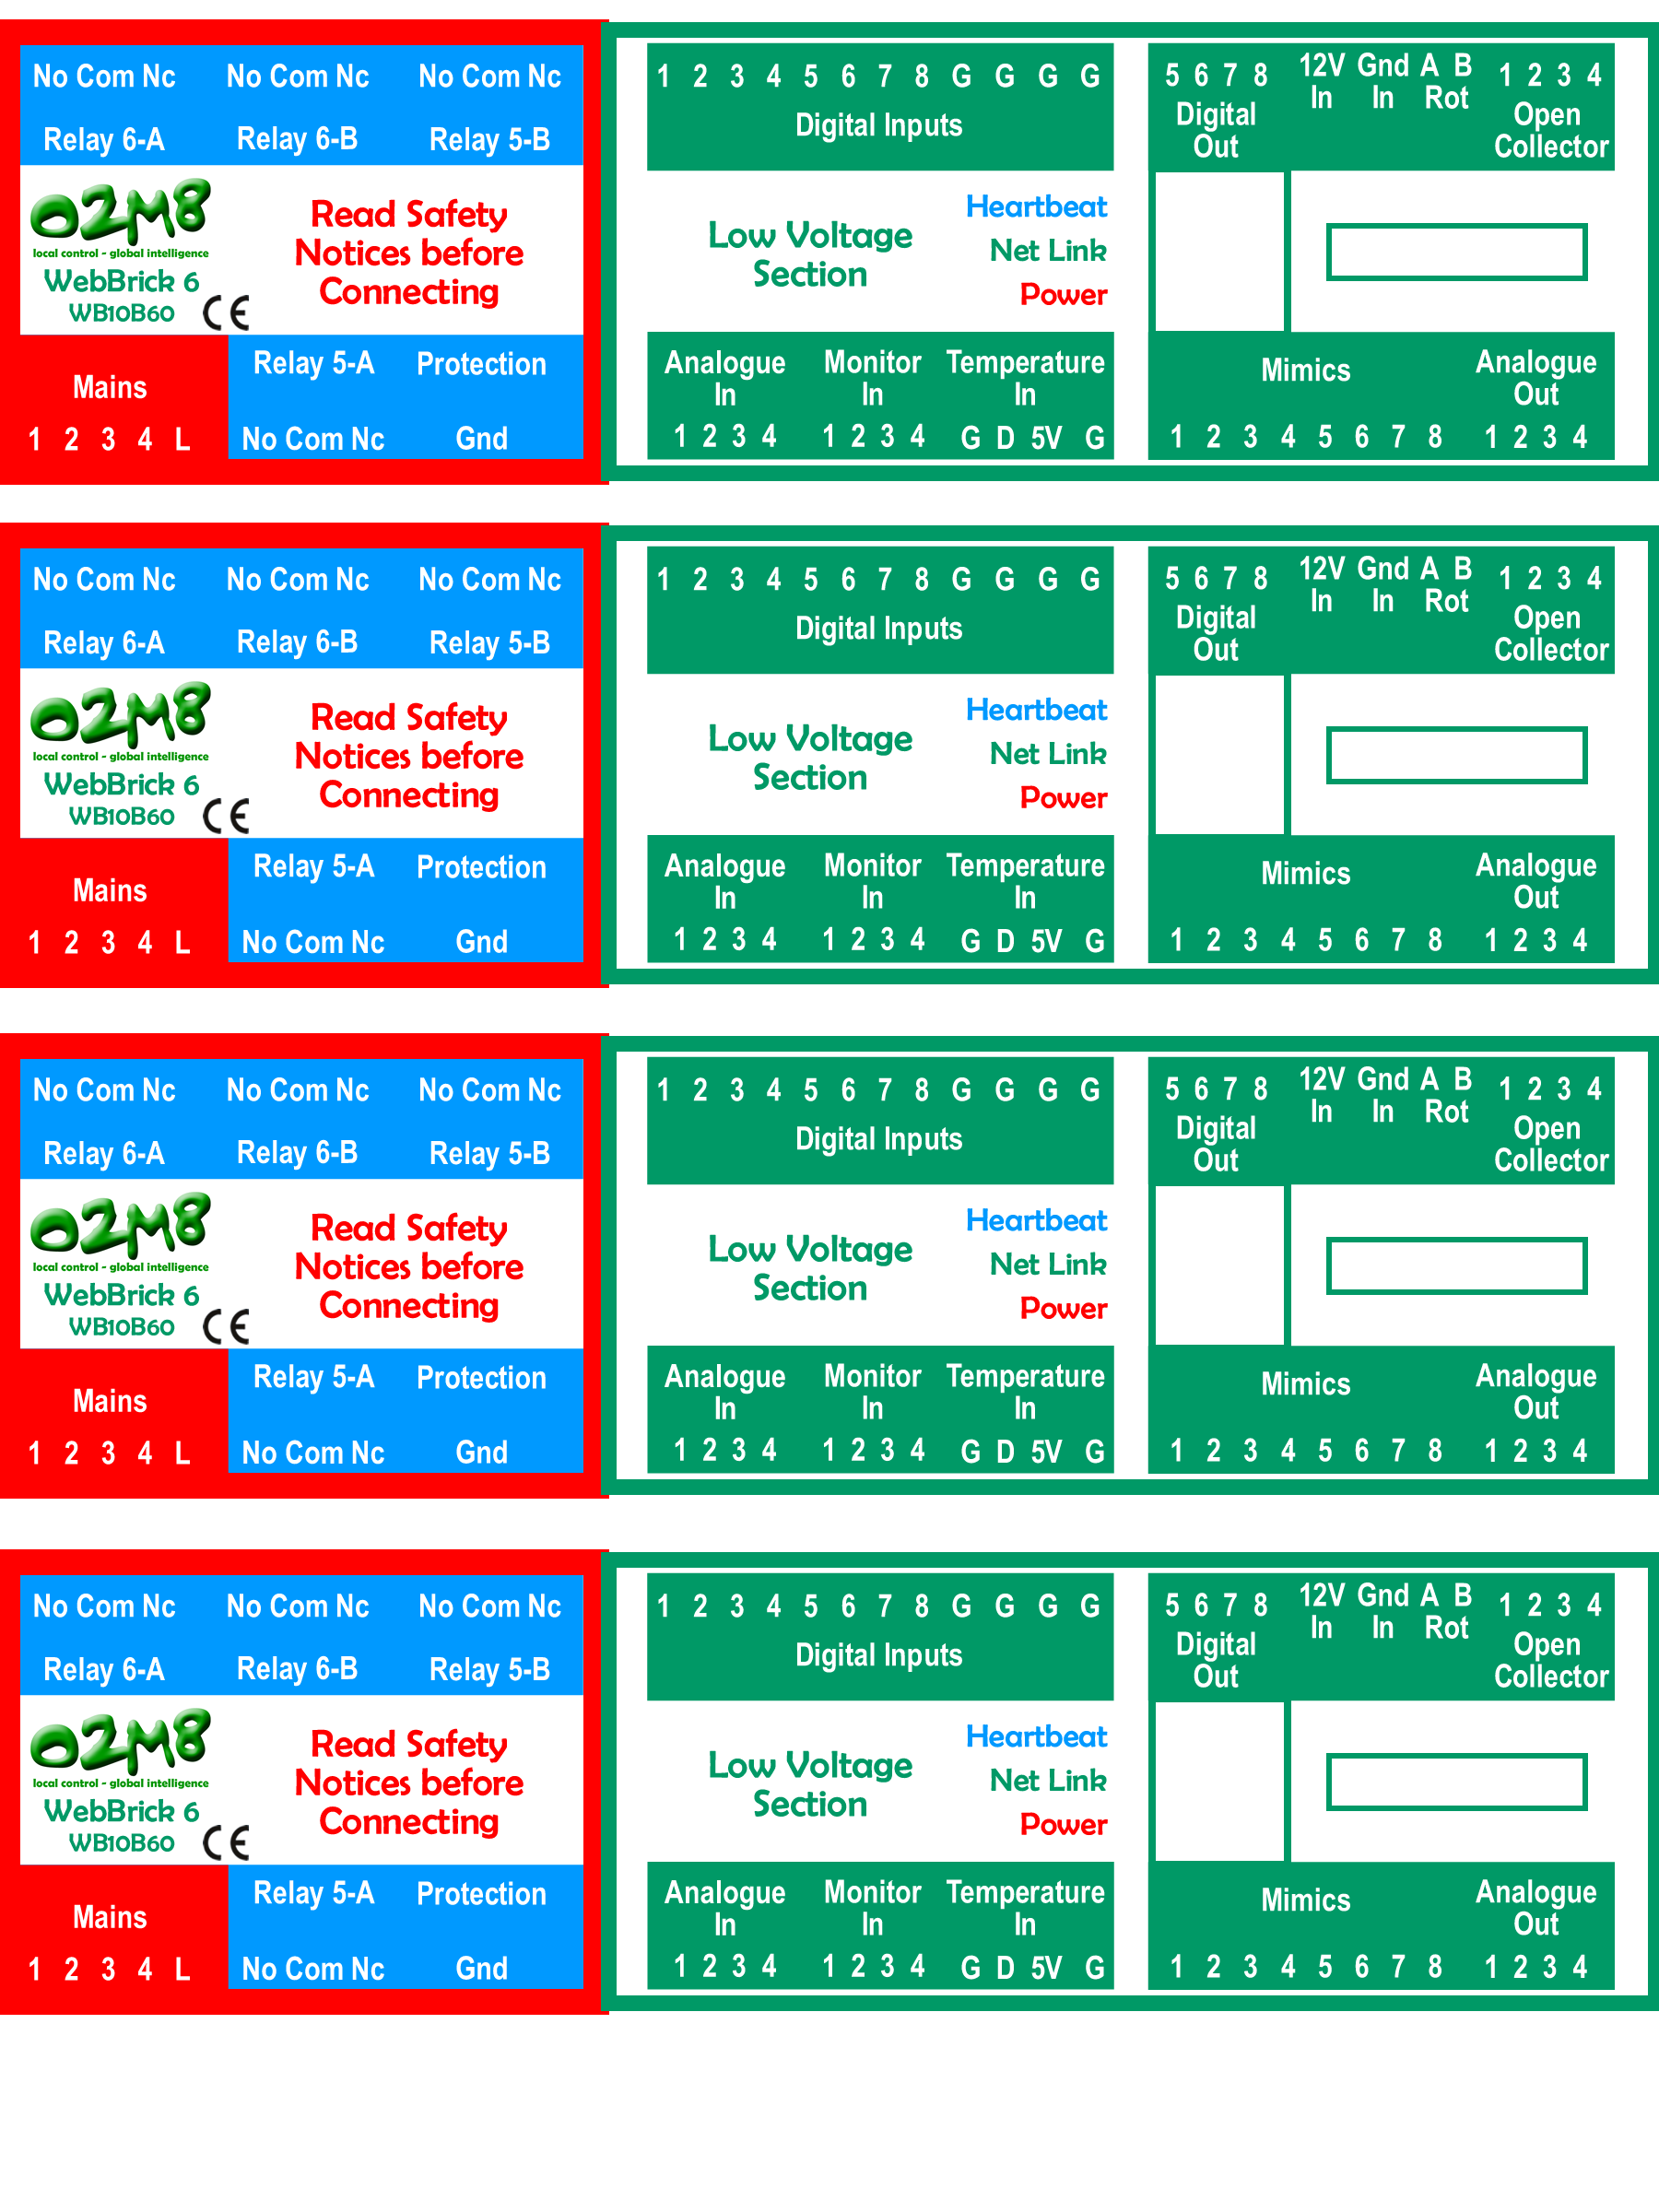 No Com Nc No Com Nc No Com Nc
Relay 6-A Relay 6-B Relay 5-B
o2M8
local control - global intelligence
WebBrick 6
WB10B60 CE
Read Safety
Notices before
Connecting
Mains
1 2 3 4 L
Relay 5-A Protection
No Com Nc Gnd
1 2 3 4 5 6 7 8 G G G G
Digital Inputs
Low Voltage
Section
Heartbeat
Net Link
Power
Analogue Monitor Temperature
In In In
1 2 3 4 1 2 3 4 G D 5V G
5 6 7 8 12V Gnd A B 1 2 3 4
In In Rot
Digital Open
Out Collector
Mimics Analogue
Out
1 2 3 4 5 6 7 8 1 2 3 4
No Com Nc No Com Nc No Com Nc
Relay 6-A Relay 6-B Relay 5-B
o2M8
local control - global intelligence
WebBrick 6
WB10B60 CE
Read Safety
Notices before
Connecting
Mains
1 2 3 4 L
Relay 5-A Protection
No Com Nc Gnd
1 2 3 4 5 6 7 8 G G G G
Digital Inputs
Low Voltage
Section
Heartbeat
Net Link
Power
Analogue Monitor Temperature
In In In
1 2 3 4 1 2 3 4 G D 5V G
5 6 7 8 12V Gnd A B 1 2 3 4
In In Rot
Digital Open
Out Collector
Mimics Analogue
Out
1 2 3 4 5 6 7 8 1 2 3 4
No Com Nc No Com Nc No Com Nc
Relay 6-A Relay 6-B Relay 5-B
o2M8
local control - global intelligence
WebBrick 6
WB10B60 CE
Read Safety
Notices before
Connecting
Mains
1 2 3 4 L
Relay 5-A Protection
No Com Nc Gnd
1 2 3 4 5 6 7 8 G G G G
Digital Inputs
Low Voltage
Section
Heartbeat
Net Link
Power
Analogue Monitor Temperature
In In In
1 2 3 4 1 2 3 4 G D 5V G
5 6 7 8 12V Gnd A B 1 2 3 4
In In Rot
Digital Open
Out Collector
Mimics Analogue
Out
1 2 3 4 5 6 7 8 1 2 3 4
No Com Nc No Com Nc No Com Nc
Relay 6-A Relay 6-B Relay 5-B
o2M8
local control - global intelligence
WebBrick 6
WB10B60 CE
Read Safety
Notices before
Connecting
Mains
1 2 3 4 L
Relay 5-A Protection
No Com Nc Gnd
1 2 3 4 5 6 7 8 G G G G
Digital Inputs
Low Voltage
Section
Heartbeat
Net Link
Power
Analogue Monitor Temperature
In In In
1 2 3 4 1 2 3 4 G D 5V G
5 6 7 8 12V Gnd A B 1 2 3 4
In In Rot
Digital Open
Out Collector
Mimics Analogue
Out
1 2 3 4 5 6 7 8 1 2 3 4